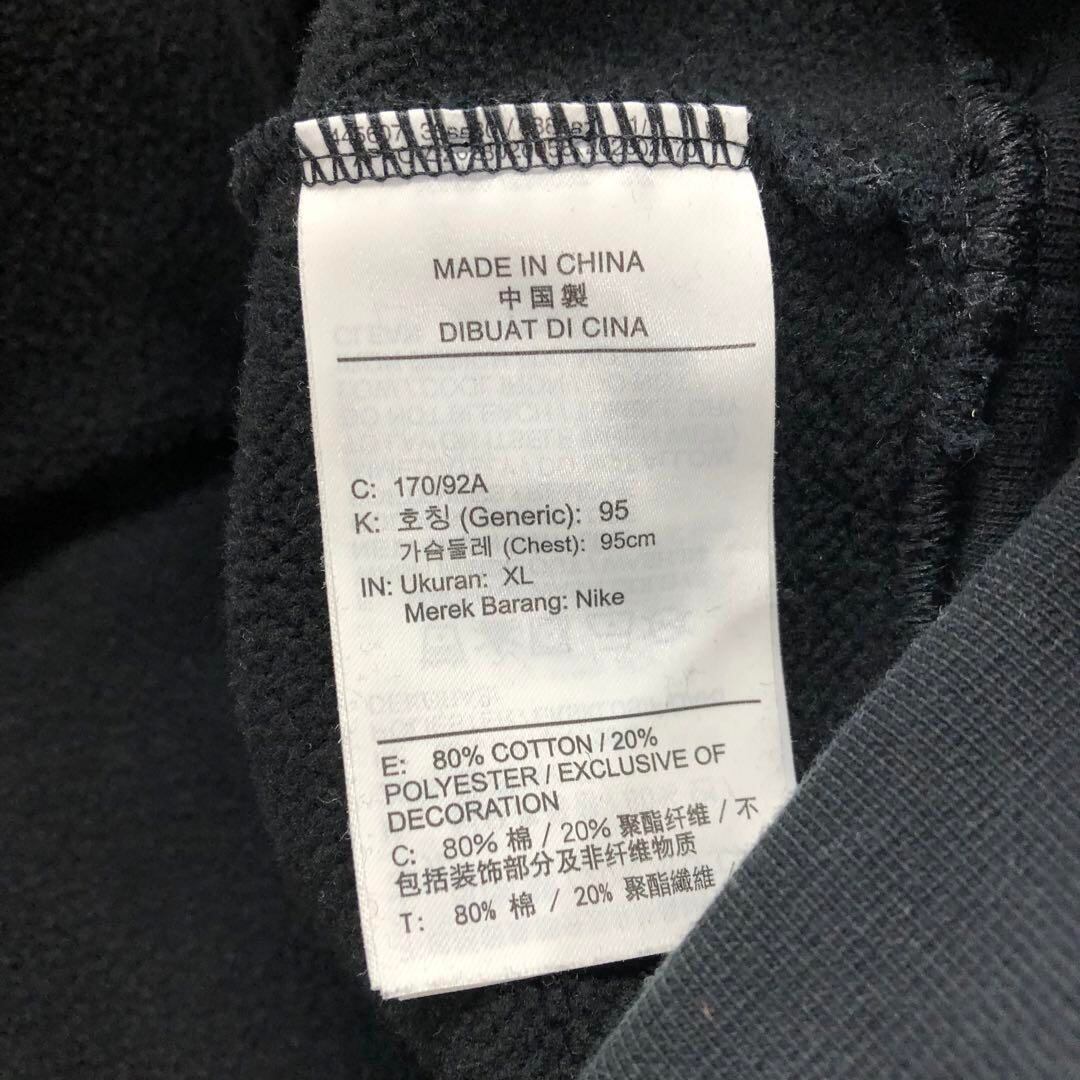 MADE IN CHINA
中国製
DIBUAT DI CINA
C: 170/92A
K: 호칭 (Generic): 95
가슴둘레 (Chest): 95cm
IN: Ukuran: XL
Merek Barang: Nike
E: 80% COTTON / 20%
POLYESTER / EXCLUSIVE OF
DECORATION
C: 80% 棉 / 20% 聚酯纤维 / 不
包括装饰部分及非纤维物质
T: 80% 棉 / 20% 聚酯纖維